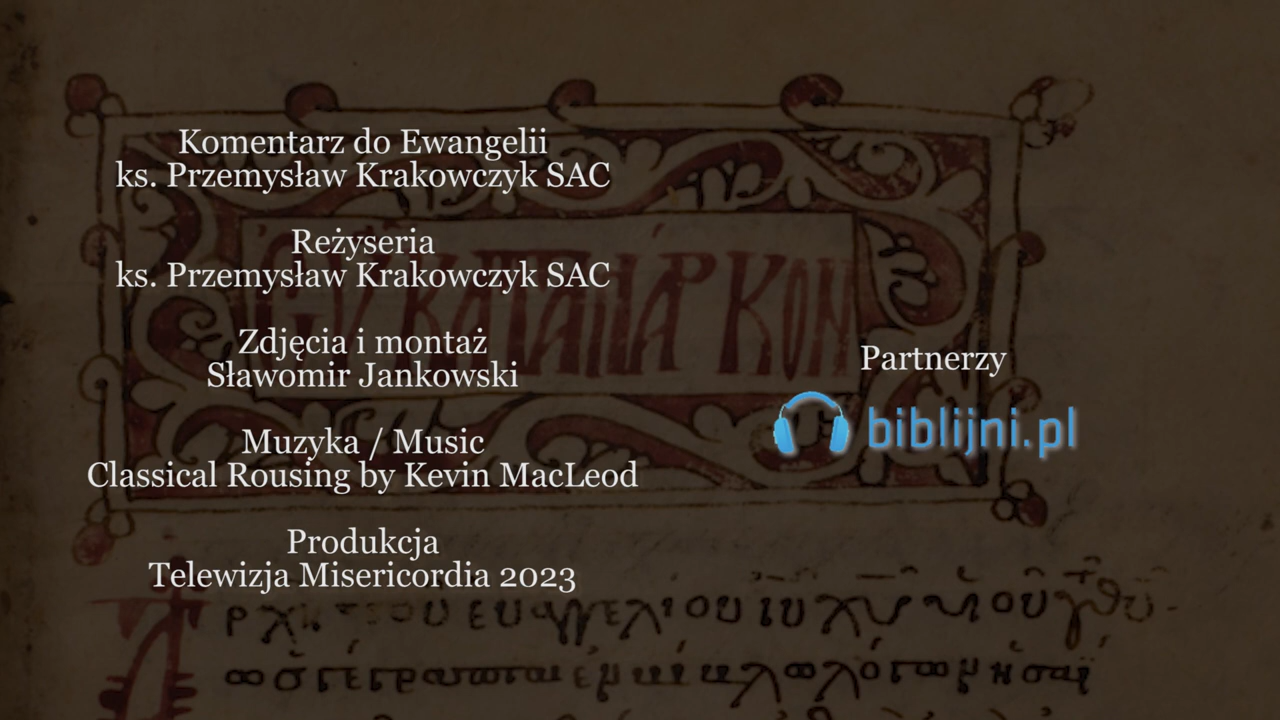 Komentarz do Ewangelii
ks. Przemysław Krakowczyk SAC
Reżyseria
ks. Przemysław Krakowczyk SAC
Zdjęcia i montaż
Sławomir Jankowski
Muzyka / Music
Classical Rousing by Kevin MacLeod
Produkcja
Telewizja Misericordia 2023
Partnerzy
biblijni.pl